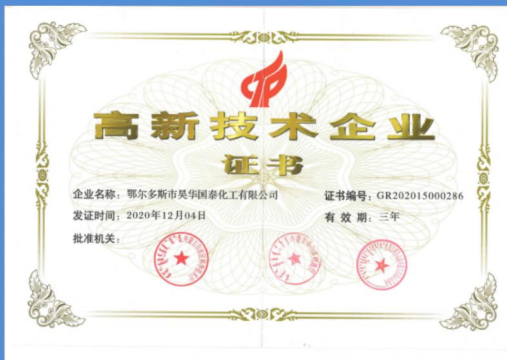 高新技术企业
证书
企业名称：鄂尔多斯市昊华国泰化工有限公司
证书编号：GR202015000286
发证时间：2020年12月04日
有效期：三年
批准机关：